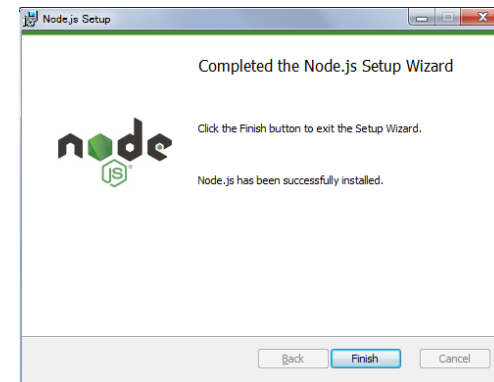 Node.js Setup
Completed the Node.js Setup Wizard
Click the Finish button to exit the Setup Wizard.
node
JS
Node.js has been successfully installed.
Back
Finish
Cancel